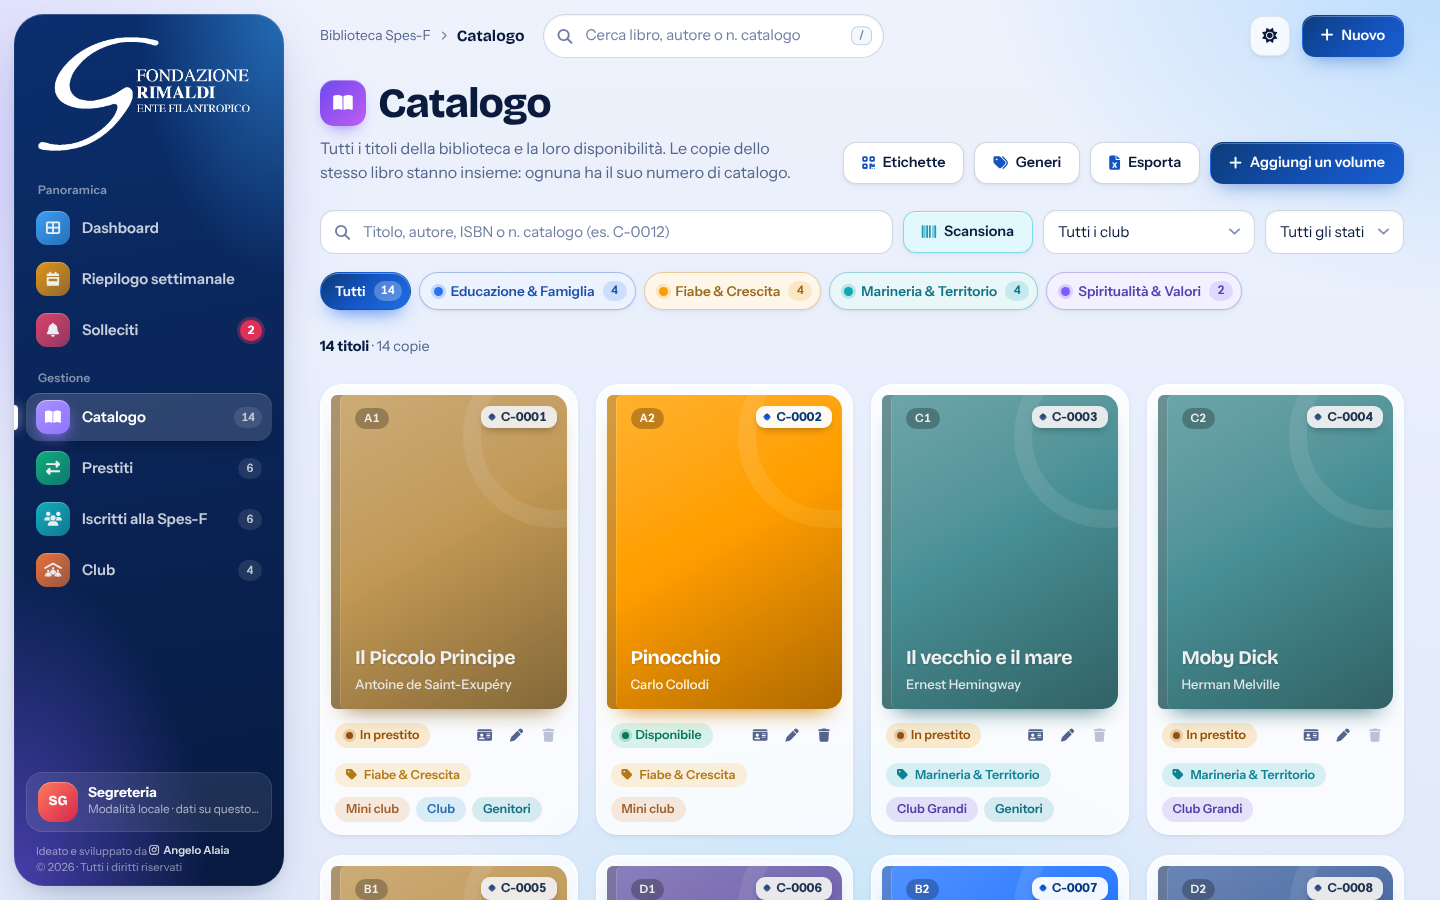 FONDAZIONE
RIMALDI
ENTE FILANTROPICO
Panoramica
Dashboard
Riepilogo settimanale
Solleciti 2
Gestione
Catalogo 14
Prestiti 6
Iscritti alla Spes-F 6
Club 4
SG
Segreteria
Modalità locale · dati su questo...
Ideato e sviluppato da Angelo Alaia
© 2026 · Tutti i diritti riservati
Biblioteca Spes-F > Catalogo
Cerca libro, autore o n. catalogo /
+ Nuovo
Catalogo
Tutti i titoli della biblioteca e la loro disponibilità. Le copie dello
stesso libro stanno insieme: ognuna ha il suo numero di catalogo.
Etichette
Generi
Esporta
+ Aggiungi un volume
Titolo, autore, ISBN o n. catalogo (es. C-0012)
Scansiona
Tutti i club
Tutti gli stati
Tutti 14
Educazione & Famiglia 4
Fiabe & Crescita 4
Marineria & Territorio 4
Spiritualità & Valori 2
14 titoli · 14 copie
A1 C-0001
Il Piccolo Principe
Antoine de Saint-Exupéry
In prestito
Fiabe & Crescita
Mini club Club Genitori
A2 C-0002
Pinocchio
Carlo Collodi
Disponibile
Fiabe & Crescita
Mini club
C1 C-0003
Il vecchio e il mare
Ernest Hemingway
In prestito
Marineria & Territorio
Club Grandi Genitori
C2 C-0004
Moby Dick
Herman Melville
In prestito
Marineria & Territorio
Club Grandi
B1 C-0005
D1 C-0006
B2 C-0007
D2 C-0008